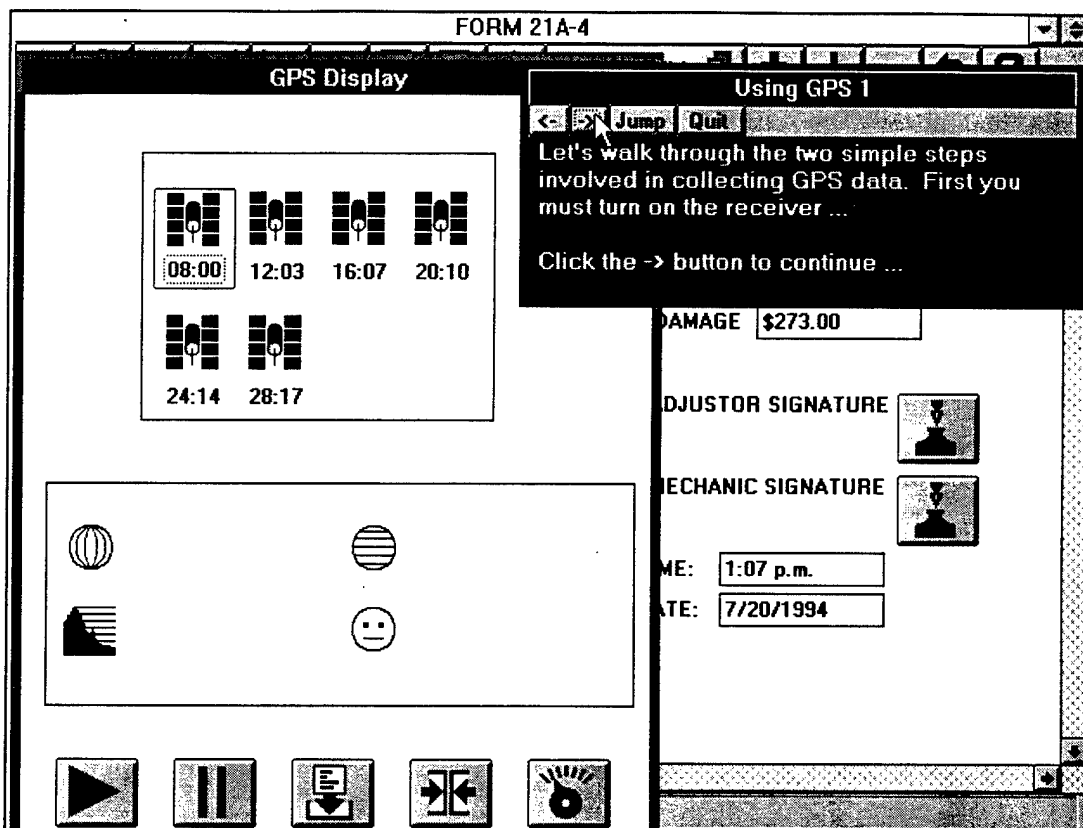 FORM 21A-4
GPS Display
08:00 12:03 16:07 20:10
24:14 28:17
Using GPS 1
<- -> Jump Quit
Let's walk through the two simple steps
involved in collecting GPS data. First you
must turn on the receiver ...
Click the -> button to continue ...
DAMAGE $273.00
DJUSTOR SIGNATURE
MECHANIC SIGNATURE
ME: 1:07 p.m.
ATE: 7/20/1994